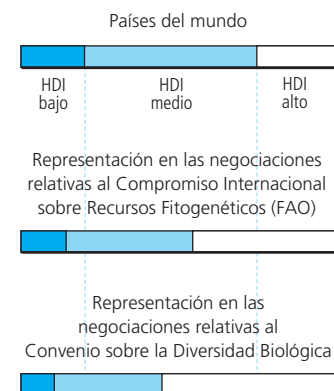 Países del mundo
HDI HDI HDI
bajo medio alto
Representación en las negociaciones
relativas al Compromiso Internacional
sobre Recursos Fitogenéticos (FAO)
Representación en las
negociaciones relativas al
Convenio sobre la Diversidad Biológica